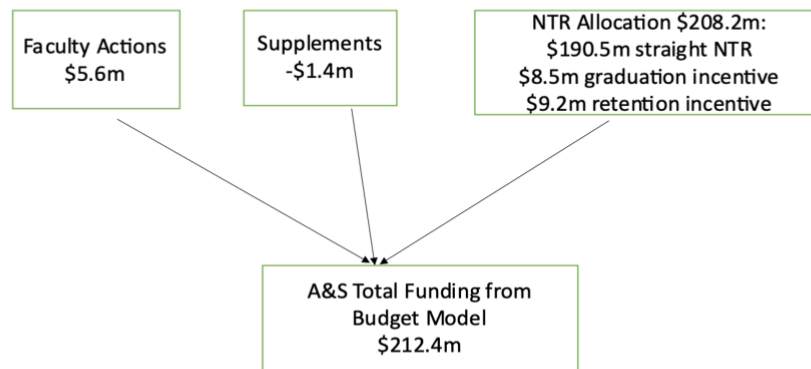 Faculty Actions
$5.6m
Supplements
-$1.4m
NTR Allocation $208.2m:
$190.5m straight NTR
$8.5m graduation incentive
$9.2m retention incentive
A&S Total Funding from
Budget Model
$212.4m